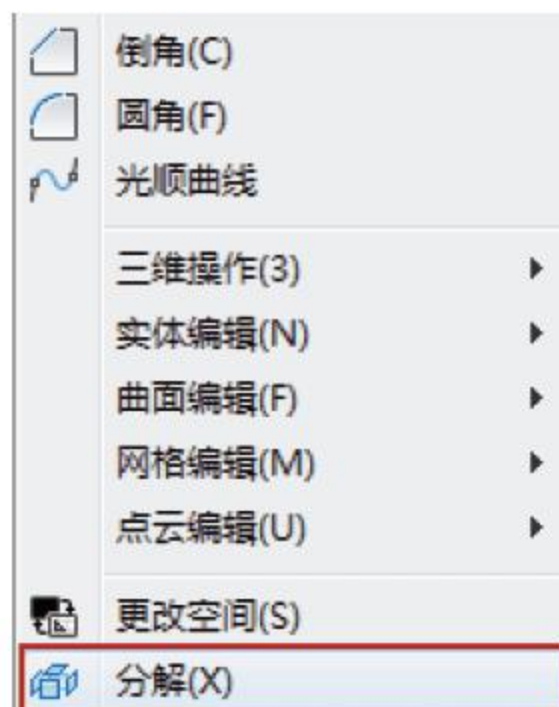 倒角(C)
圆角(F)
光顺曲线
三维操作(3)
实体编辑(N)
曲面编辑(F)
网格编辑(M)
点云编辑(U)
更改空间(S)
分解(X)